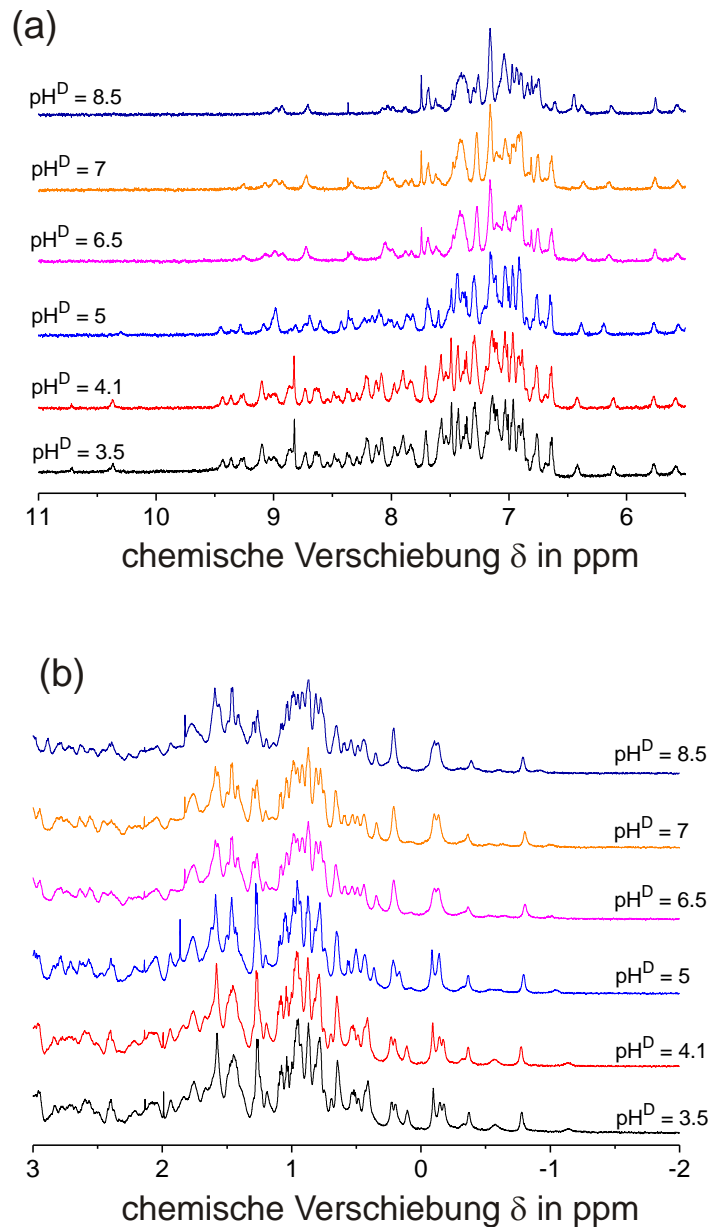 (a)
pH^D = 8.5
pH^D = 7
pH^D = 6.5
pH^D = 5
pH^D = 4.1
pH^D = 3.5
11 10 9 8 7 6
chemische Verschiebung δ in ppm
(b)
pH^D = 8.5
pH^D = 7
pH^D = 6.5
pH^D = 5
pH^D = 4.1
pH^D = 3.5
3 2 1 0 -1 -2
chemische Verschiebung δ in ppm